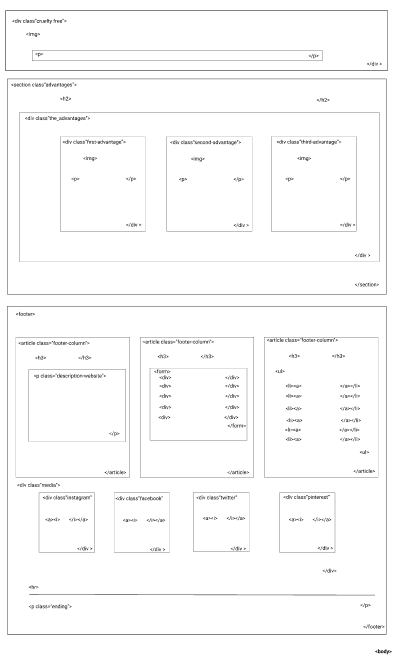 <div class"cruelty free">
<img>
<p> </p>
</div >
<section class"advantages">
<h2> </h2>
<div class"the_advantages">
<div class"first-advantage"> <div class"second-advantage"> <div class"third-advantage">
<img> <img> <img>
<p> </p> <p> </p> <p> </p>
</div > </div > </div >
</div >
</section>
<footer>
<article class="footer-column"> <article class="footer-column"> <article class="footer-column">
<h3> </h3> <h3> </h3> <h3> </h3>
<p class="description-website"> <form> <ul>
<div> </div>
<div> </div> <li><a> </a></li>
<div> </div> <li><a> </a></li>
<div> </div> <li><a> </a></li>
<div> </div> <li><a> </a></li>
</form> <li><a> </a></li>
</p> <li><a> </a></li>
<ul>
</article> </article> </article>
<div class"media">
<div class"instagram" <div class"facebook" <div class"twitter" <div class"pinterest"
<a><i> </i></a> <a><i> </i></a> <a><i> </i></a> <a><i> </i></a>
</div > </div > </div > </div >
</div>
<hr>
<p class="ending"> </p>
</footer>
<body>